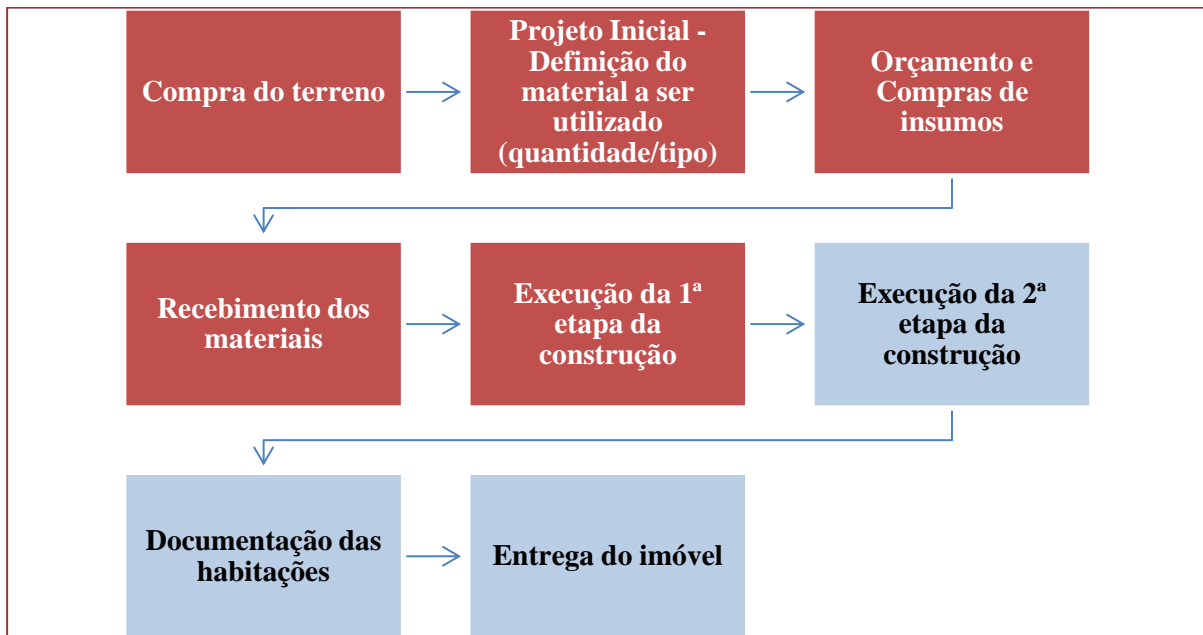 Compra do terreno
Projeto Inicial -
Definição do
material a ser
utilizado
(quantidade/tipo)
Orçamento e
Compras de
insumos
Recebimento dos
materiais
Execução da 1ª
etapa da
construção
Execução da 2ª
etapa da
construção
Documentação das
habitações
Entrega do imóvel